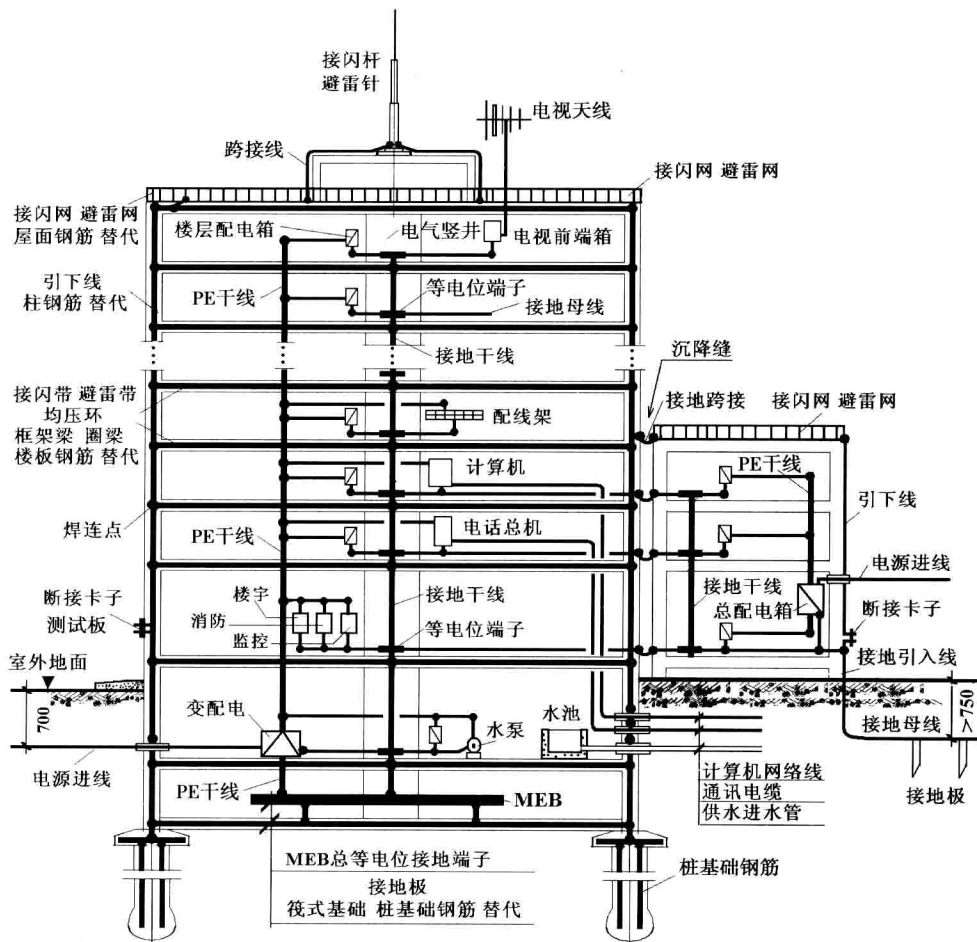 接闪杆
避雷针
电视天线
跨接线
接闪网 避雷网
接闪网 避雷网
屋面钢筋 替代
楼层配电箱
电气竖井
电视前端箱
引下线
柱钢筋 替代
PE干线
等电位端子
接地母线
接地干线
沉降缝
接闪带 避雷带
均压环
框架梁 圈梁
楼板钢筋 替代
配线架
接地跨接
接闪网 避雷网
计算机
PE干线
焊连点
电话总机
引下线
PE干线
电源进线
断接卡子
测试板
楼宇
消防
监控
接地干线
等电位端子
接地干线
总配电箱
断接卡子
室外地面
接地引入线
700
变配电
水泵
水池
接地母线
>750
电源进线
计算机网络线
通讯电缆
供水进水管
接地极
PE干线
MEB
MEB总等电位接地端子
接地极
筏式基础 桩基础钢筋 替代
桩基础钢筋